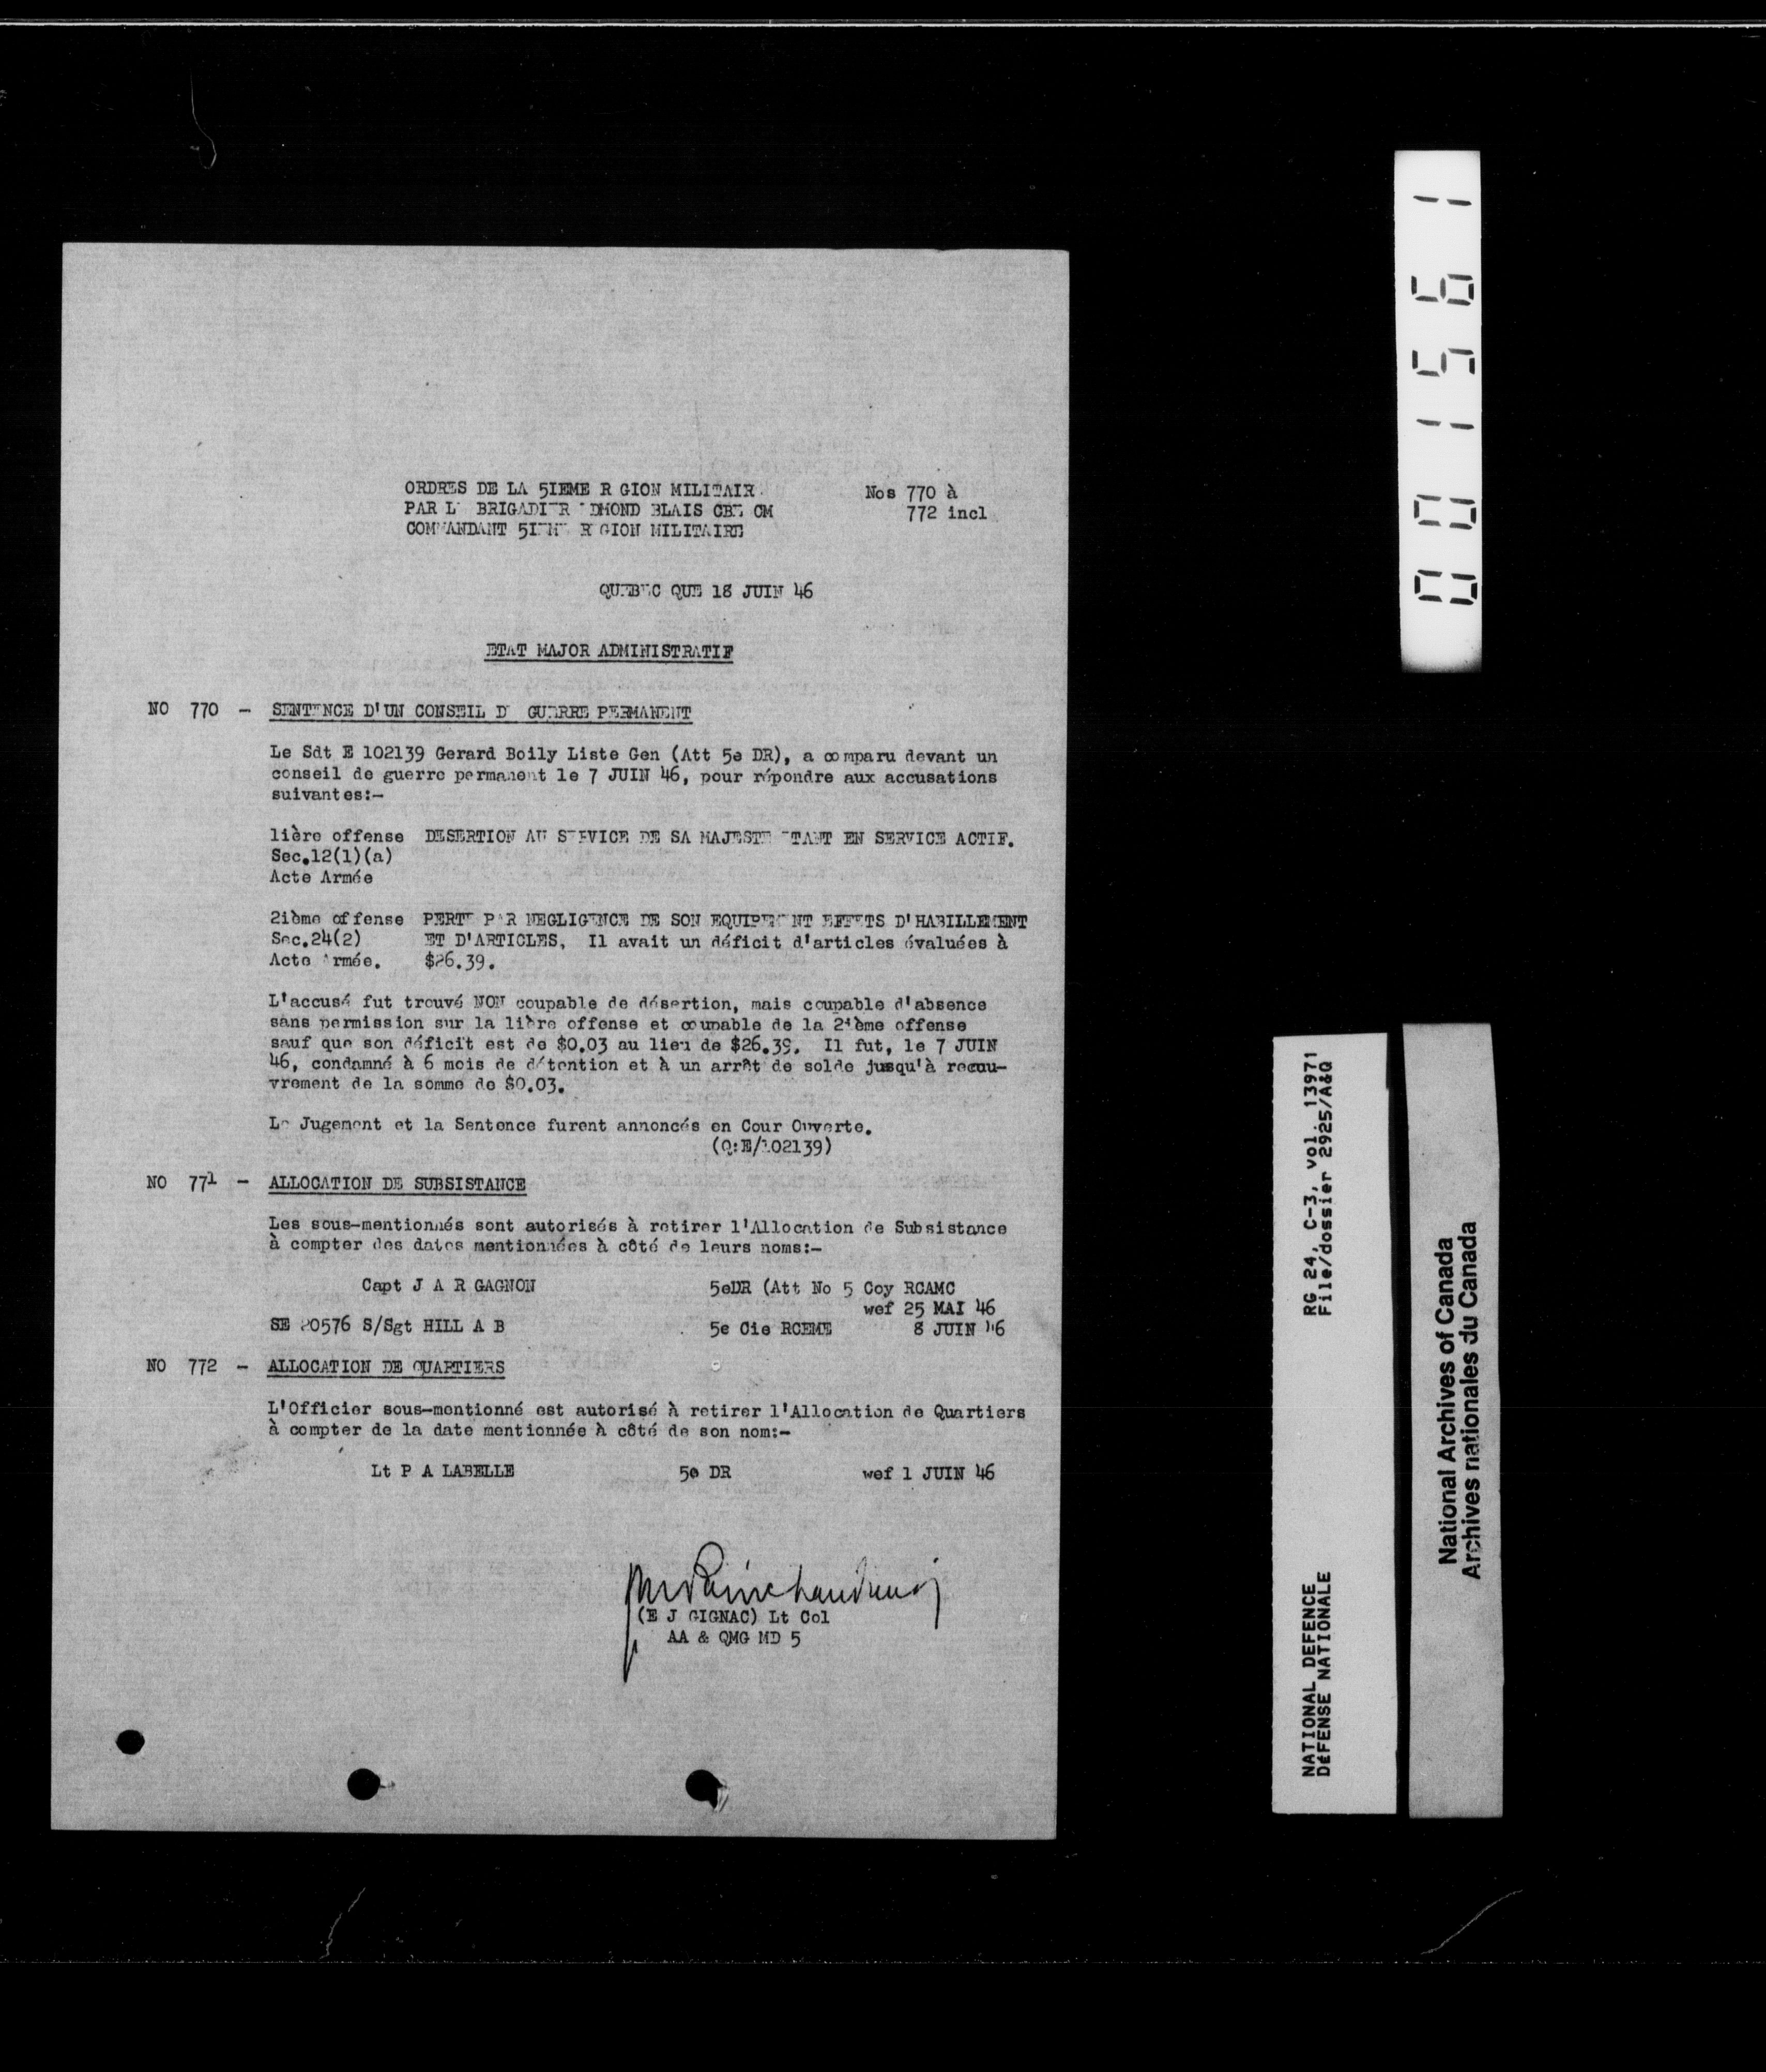 ORDRES DE LA 5IEME R GION MILITAIR
PAR L BRIGADIER DMOND BLAIS CBE CM
COMMANDANT 5IEME R GION MILITAIRE
Nos 770 à
772 incl
QUEBEC QUE 18 JUIN 46
ETAT MAJOR ADMINISTRATIF
NO 770 - SENTENCE D'UN CONSEIL D GUERRE PERMANENT
Le Sdt E 102139 Gerard Boily Liste Gen (Att 5e DR), a comparu devant un
conseil de guerre permanent le 7 JUIN 46, pour répondre aux accusations
suivantes:-
1ière offense DESERTION AU SERVICE DE SA MAJESTE ETANT EN SERVICE ACTIF.
Sec.12(1)(a)
Acte Armée
2ième offense PERTE PAR NEGLIGENCE DE SON EQUIPEMENT EFFETS D'HABILLEMENT
Sec.24(2) ET D'ARTICLES. Il avait un déficit d'articles évaluées à
Acte Armée. $26.39.
L'accusé fut trouvé NON coupable de désertion, mais coupable d'absence
sans permission sur la 1ière offense et coupable de la 2ième offense
sauf que son déficit est de $0.03 au lieu de $26.39. Il fut, le 7 JUIN
46, condamné à 6 mois de détention et à un arrêt de solde jusqu'à recou-
vrement de la somme de $0.03.
Le Jugement et la Sentence furent annoncés en Cour Ouverte.
(Q:E/102139)
NO 771 - ALLOCATION DE SUBSISTANCE
Les sous-mentionnés sont autorisés à retirer l'Allocation de Subsistance
à compter des dates mentionnées à côté de leurs noms:-
Capt J A R GAGNON 5eDR (Att No 5 Coy RCAMC
wef 25 MAI 46
SE 20576 S/Sgt HILL A B 5e Cie RCEME 8 JUIN 46
NO 772 - ALLOCATION DE QUARTIERS
L'Officier sous-mentionné est autorisé à retirer l'Allocation de Quartiers
à compter de la date mentionnée à côté de son nom:-
Lt P A LABELLE 5e DR wef 1 JUIN 46
(E J GIGNAC) Lt Col
AA & QMG MD 5
001561
RG 24, C-3, vol. 13971
File/dossier 2925/A&Q
NATIONAL DEFENCE
DÉFENSE NATIONALE
National Archives of Canada
Archives nationales du Canada